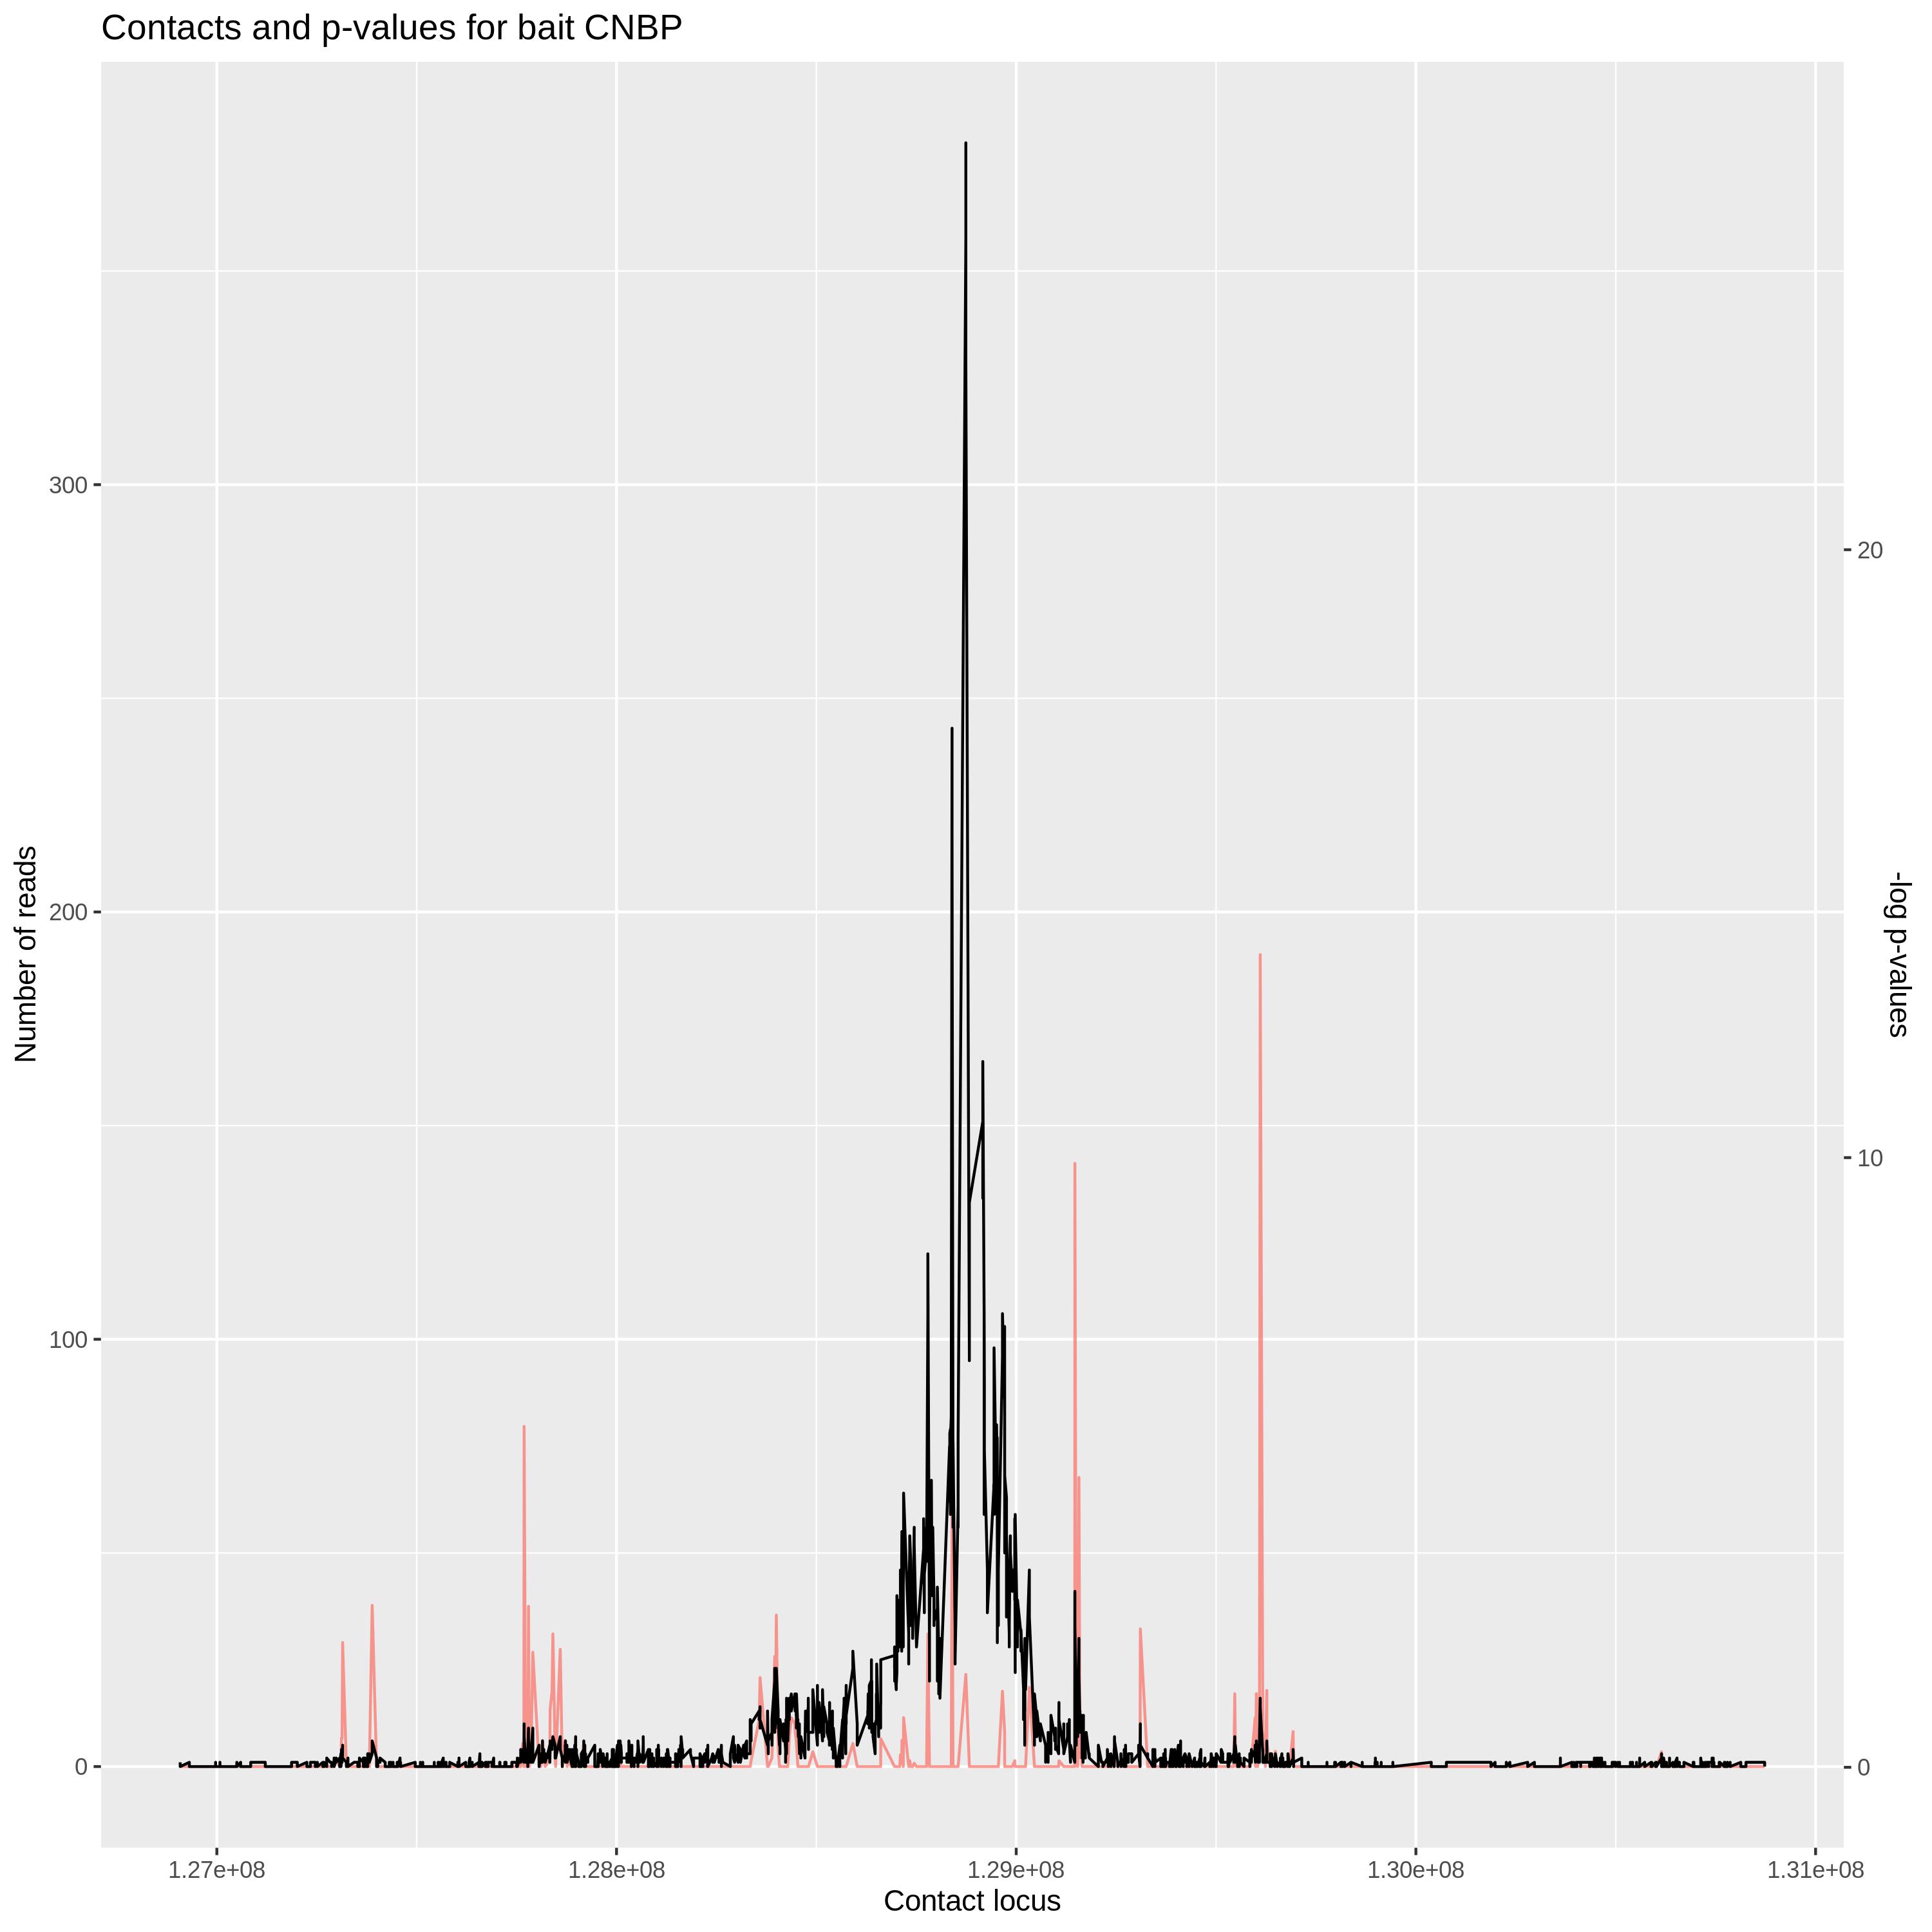 Contacts and p-values for bait CNBP
300
200
100
0
Number of reads
20
10
0
-log p-values
1.27e+08
1.28e+08
1.29e+08
1.30e+08
1.31e+08
Contact locus